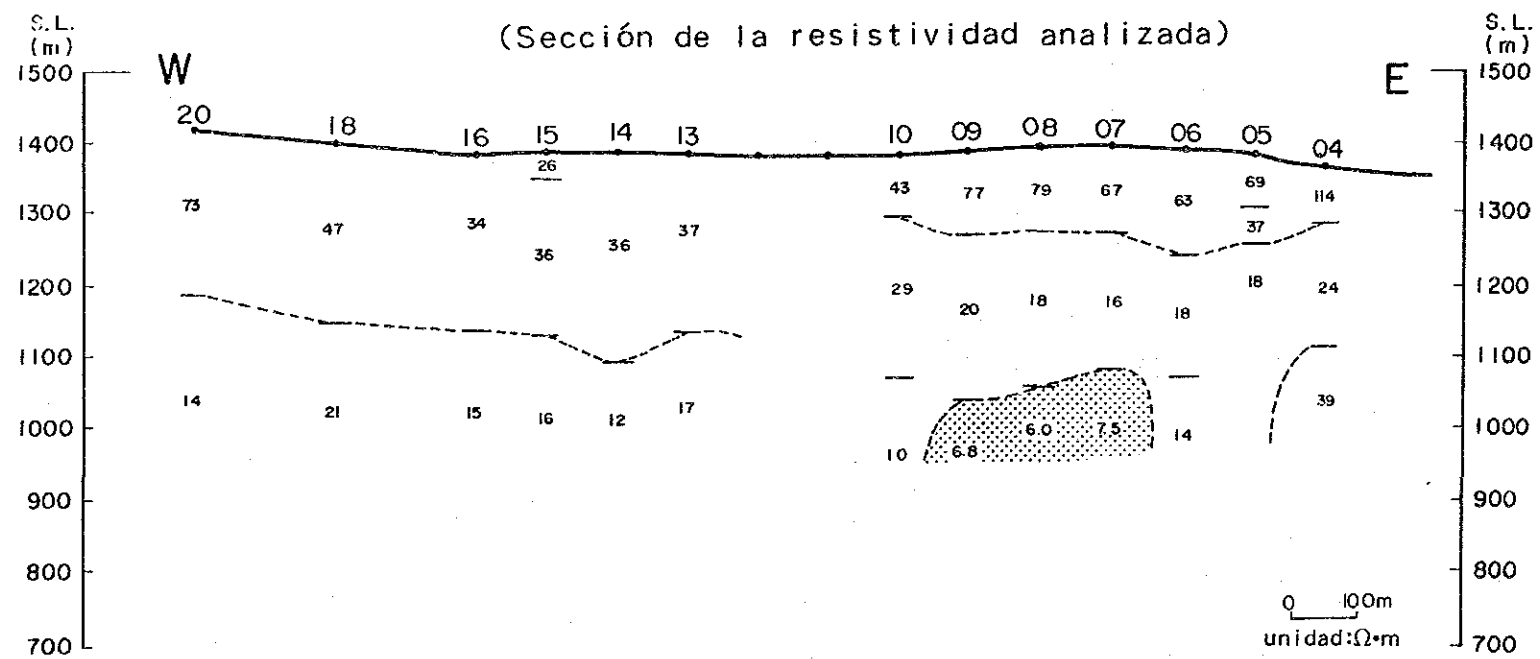 (Sección de la resistividad analizada)
S.L. S.L.
(m) (m)
W E
1500 1500
20 18 16 15 14 13 10 09 08 07 06 05 04
1400 1400
26
43 77 79 67 63 69 114
73 47 34 36 36 37 37
1300 1300
29 20 18 16 18 18 24
1200 1200
1100 1100
14 21 15 16 12 17 10 6.8 6.0 7.5 14 39
1000 1000
900 900
800 800
0 100m
unidad:Ω•m
700 700